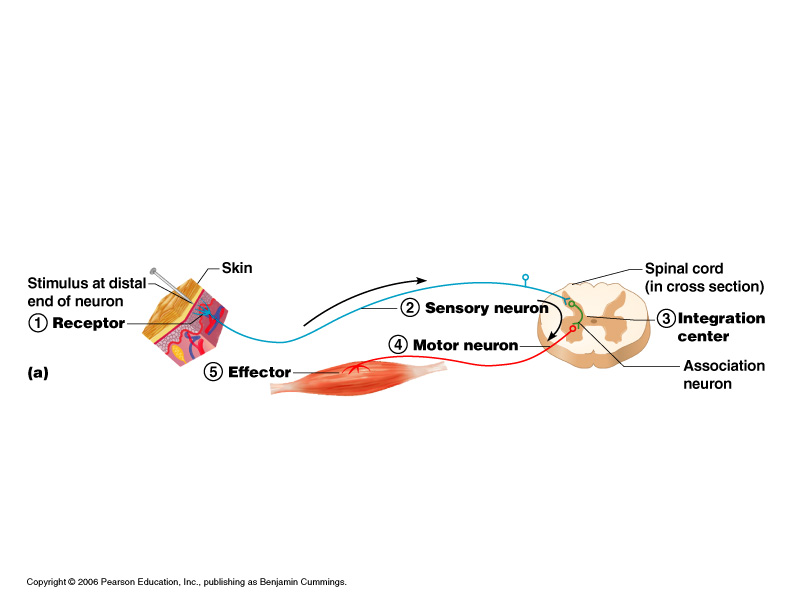 Skin
Stimulus at distal
end of neuron
1 Receptor
2 Sensory neuron
Spinal cord
(in cross section)
3 Integration
center
4 Motor neuron
Association
neuron
5 Effector
(a)
Copyright © 2006 Pearson Education, Inc., publishing as Benjamin Cummings.